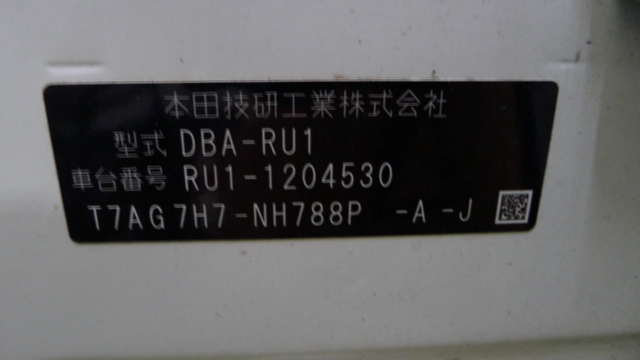 本田技研工業株式会社
型式 DBA-RU1
車台番号 RU1-1204530
T7AG7H7-NH788P -A-J